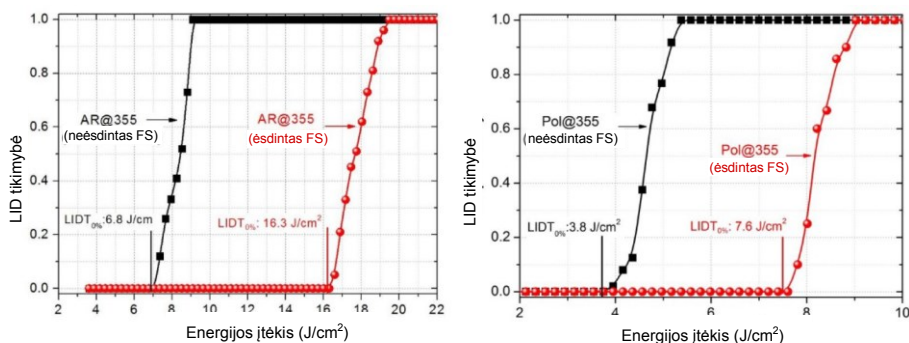 1.0
0.8
0.6
0.4
0.2
0.0
LID tikimybė
AR@355
(neėsdintas FS)
AR@355
(ėsdintas FS)
LIDT0%:6.8 J/cm
LIDT0%: 16.3 J/cm²
2 4 6 8 10 12 14 16 18 20 22
Energijos įtėkis (J/cm²)
1.0
0.8
0.6
0.4
0.2
0.0
LID tikimybė
Pol@355
(neėsdintas FS)
Pol@355
(ėsdintas FS)
LIDT0%:3.8 J/cm²
LIDT0%: 7.6 J/cm²
2 4 6 8 10
Energijos įtėkis (J/cm²)